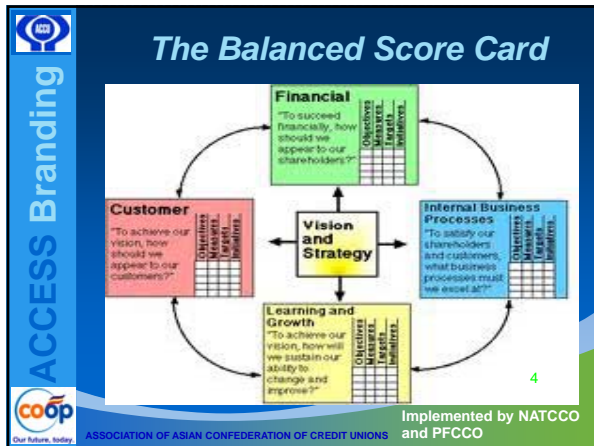 ACCU
The Balanced Score Card
ACCESS Branding
Financial
"To succeed
financially, how
should we
appear to our
shareholders?"
Objectives
Measures
Targets
Initiatives
Customer
"To achieve our
vision, how
should we
appear to our
customers?"
Objectives
Measures
Targets
Initiatives
Vision
and
Strategy
Internal Business
Processes
"To satisfy our
shareholders
and customers,
what business
processes must
we excel at?"
Objectives
Measures
Targets
Initiatives
Learning and
Growth
"To achieve our
vision, how will
we sustain our
ability to
change and
improve?"
Objectives
Measures
Targets
Initiatives
4
coop
Our future, today.
ASSOCIATION OF ASIAN CONFEDERATION OF CREDIT UNIONS
Implemented by NATCCO
and PFCCO